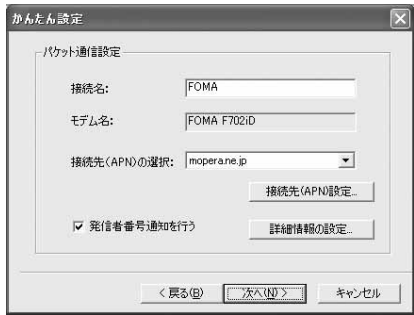 かんたん設定
パケット通信設定
接続名: FOMA
モデム名: FOMA F702iD
接続先(APN)の選択: mopera.ne.jp
接続先(APN)設定...
発信者番号通知を行う 詳細情報の設定...
< 戻る(B) 次へ(N) > キャンセル